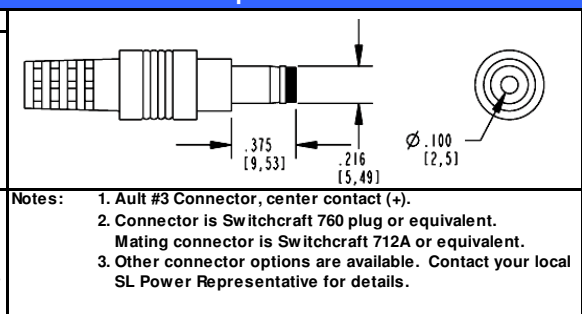 .375
[9,53]
.216
[5,49]
Ø .100
[2,5]
Notes: 1. Ault #3 Connector, center contact (+).
2. Connector is Switchcraft 760 plug or equivalent.
Mating connector is Switchcraft 712A or equivalent.
3. Other connector options are available. Contact your local
SL Power Representative for details.